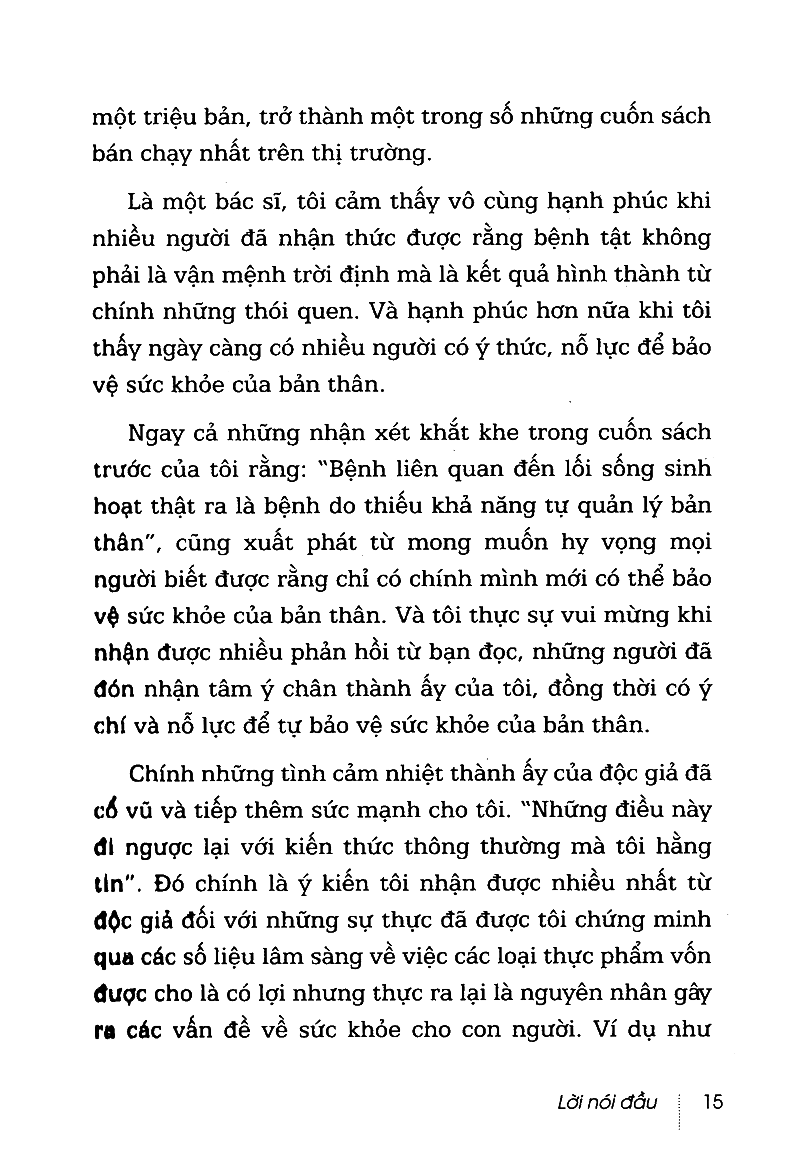 một triệu bản, trở thành một trong số những cuốn sách
bán chạy nhất trên thị trường.
Là một bác sĩ, tôi cảm thấy vô cùng hạnh phúc khi
nhiều người đã nhận thức được rằng bệnh tật không
phải là vận mệnh trời định mà là kết quả hình thành từ
chính những thói quen. Và hạnh phúc hơn nữa khi tôi
thấy ngày càng có nhiều người có ý thức, nỗ lực để bảo
vệ sức khỏe của bản thân.
Ngay cả những nhận xét khắt khe trong cuốn sách
trước của tôi rằng: "Bệnh liên quan đến lối sống sinh
hoạt thật ra là bệnh do thiếu khả năng tự quản lý bản
thân", cũng xuất phát từ mong muốn hy vọng mọi
người biết được rằng chỉ có chính mình mới có thể bảo
vệ sức khỏe của bản thân. Và tôi thực sự vui mừng khi
nhận được nhiều phản hồi từ bạn đọc, những người đã
đón nhận tâm ý chân thành ấy của tôi, đồng thời có ý
chí và nỗ lực để tự bảo vệ sức khỏe của bản thân.
Chính những tình cảm nhiệt thành ấy của độc giả đã
cổ vũ và tiếp thêm sức mạnh cho tôi. "Những điều này
đi ngược lại với kiến thức thông thường mà tôi hằng
tin". Đó chính là ý kiến tôi nhận được nhiều nhất từ
độc giả đối với những sự thực đã được tôi chứng minh
qua các số liệu lâm sàng về việc các loại thực phẩm vốn
được cho là có lợi nhưng thực ra lại là nguyên nhân gây
ra các vấn đề về sức khỏe cho con người. Ví dụ như
Lời nói đầu 15